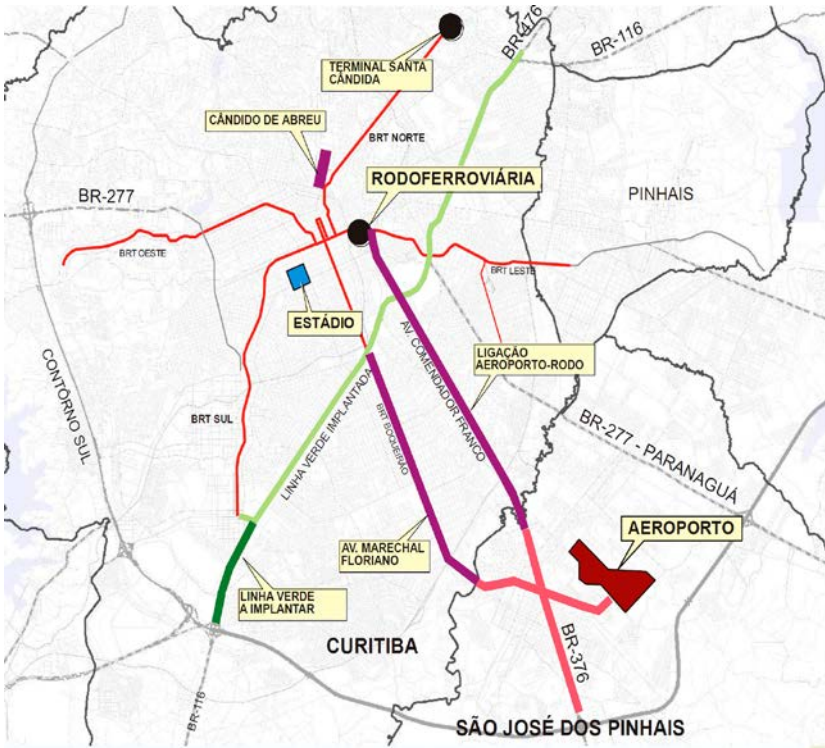 BR-476
BR-116
TERMINAL SANTA
CÂNDIDA
CÂNDIDO DE ABREU
BRT NORTE
RODOFERROVIÁRIA
PINHAIS
BR-277
BRT OESTE
BRT LESTE
ESTÁDIO
AV. COMENDADOR FRANCO
LIGAÇÃO
AEROPORTO-RODO
CONTÔRNO SUL
LINHA VERDE IMPLANTADA
BRT SUL
BRT BOQUEIRÃO
BR-277 - PARANAGUÁ
AEROPORTO
AV. MARECHAL
FLORIANO
LINHA VERDE
A IMPLANTAR
CURITIBA
BR-376
BR-116
SÃO JOSÉ DOS PINHAIS